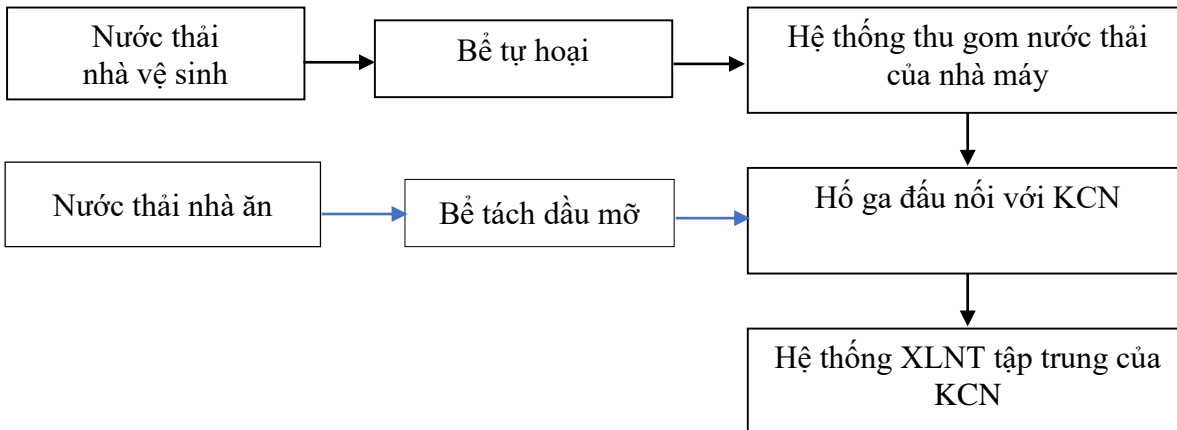 Nước thải
nhà vệ sinh
Bể tự hoại
Hệ thống thu gom nước thải
của nhà máy
Nước thải nhà ăn
Bể tách dầu mỡ
Hố ga đấu nối với KCN
Hệ thống XLNT tập trung của
KCN